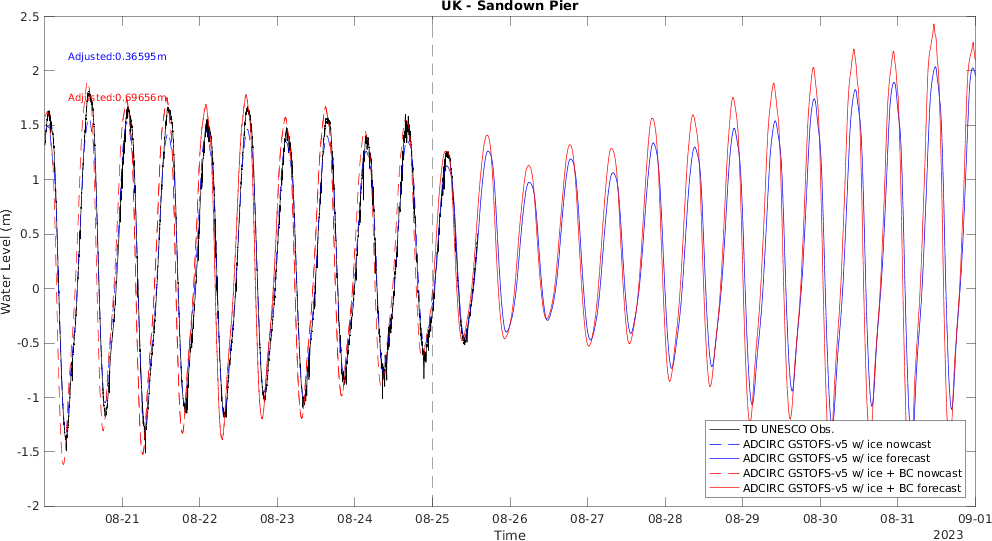 UK - Sandown Pier
2.5
2
1.5
1
0.5
0
-0.5
-1
-1.5
-2
Water Level (m)
Adjusted:0.36595m
Adjusted:0.69656m
TD UNESCO Obs.
ADCIRC GSTOFS-v5 w/ ice nowcast
ADCIRC GSTOFS-v5 w/ ice forecast
ADCIRC GSTOFS-v5 w/ ice + BC nowcast
ADCIRC GSTOFS-v5 w/ ice + BC forecast
08-21 08-22 08-23 08-24 08-25 08-26 08-27 08-28 08-29 08-30 08-31 09-01
Time
2023